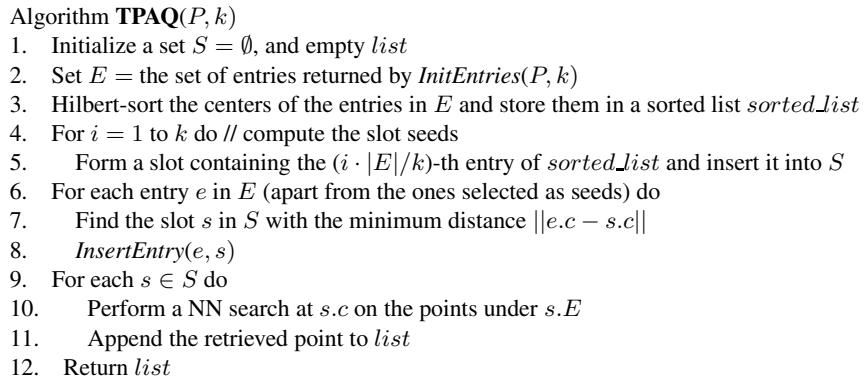 Algorithm TPAQ(P, k)
1. Initialize a set S = ∅, and empty list
2. Set E = the set of entries returned by InitEntries(P, k)
3. Hilbert-sort the centers of the entries in E and store them in a sorted list sorted_list
4. For i = 1 to k do // compute the slot seeds
5. Form a slot containing the (i · |E|/k)-th entry of sorted_list and insert it into S
6. For each entry e in E (apart from the ones selected as seeds) do
7. Find the slot s in S with the minimum distance ||e.c − s.c||
8. InsertEntry(e, s)
9. For each s ∈ S do
10. Perform a NN search at s.c on the points under s.E
11. Append the retrieved point to list
12. Return list